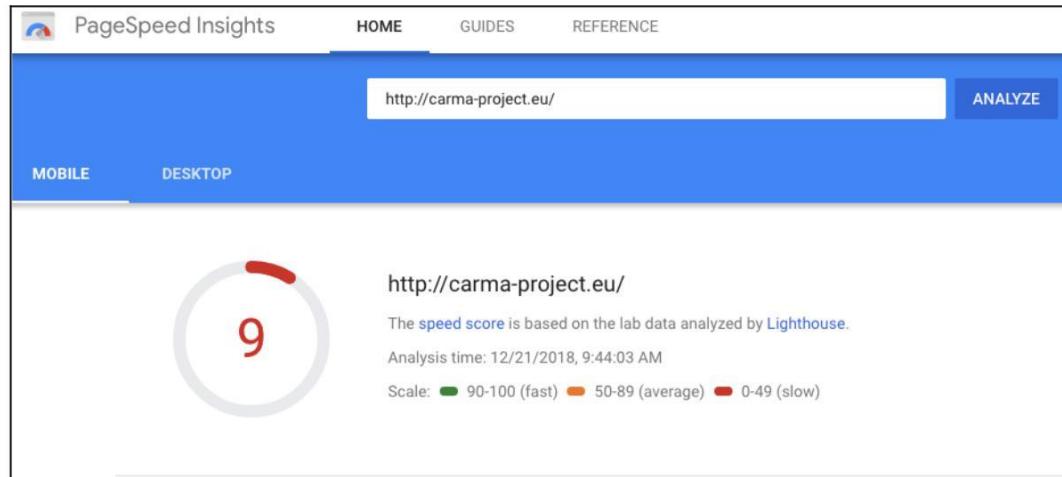 PageSpeed Insights HOME GUIDES REFERENCE
http://carma-project.eu/ ANALYZE
MOBILE DESKTOP
9
http://carma-project.eu/
The speed score is based on the lab data analyzed by Lighthouse.
Analysis time: 12/21/2018, 9:44:03 AM
Scale: 90-100 (fast) 50-89 (average) 0-49 (slow)